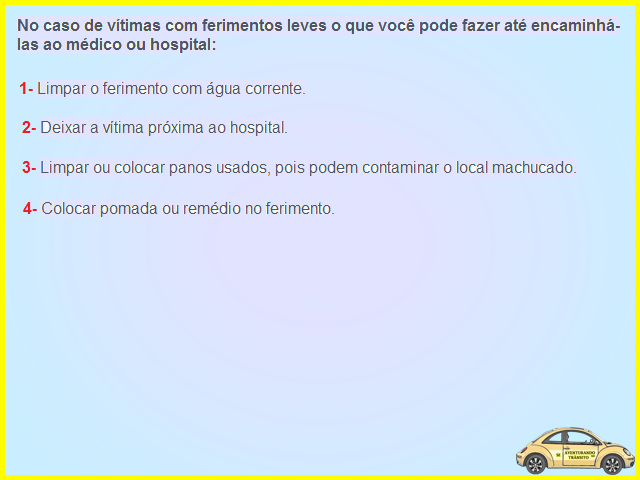 No caso de vítimas com ferimentos leves o que você pode fazer até encaminhá-
las ao médico ou hospital:
1- Limpar o ferimento com água corrente.
2- Deixar a vítima próxima ao hospital.
3- Limpar ou colocar panos usados, pois podem contaminar o local machucado.
4- Colocar pomada ou remédio no ferimento.
AVENTURANDO
TRÂNSITO